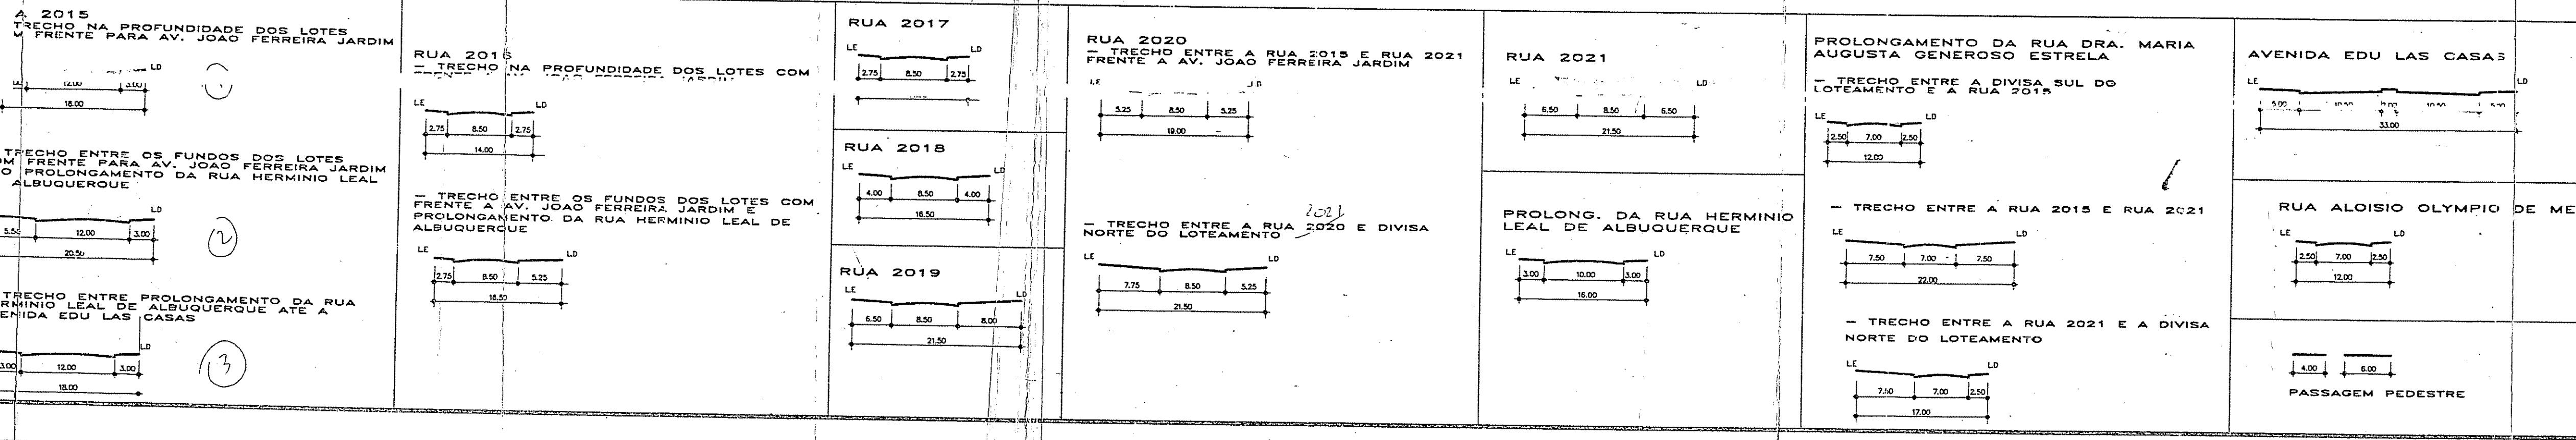 A 2015
TRECHO NA PROFUNDIDADE DOS LOTES
M FRENTE PARA AV. JOAO FERREIRA JARDIM
LD
12.00 3.00
18.00
1
TRECHO ENTRE OS FUNDOS DOS LOTES
OM FRENTE PARA AV. JOAO FERREIRA JARDIM
O PROLONGAMENTO DA RUA HERMINIO LEAL
ALBUQUERQUE
LD
5.50 12.00 3.00
20.50
2
TRECHO ENTRE PROLONGAMENTO DA RUA
RMINIO LEAL DE ALBUQUERQUE ATE A
ENIDA EDU LAS CASAS
LD
3.00 12.00 3.00
18.00
3
RUA 2016
– TRECHO NA PROFUNDIDADE DOS LOTES COM
LE LD
2.75 8.50 2.75
14.00
– TRECHO ENTRE OS FUNDOS DOS LOTES COM
FRENTE A AV. JOAO FERREIRA JARDIM E
PROLONGAMENTO DA RUA HERMINIO LEAL DE
ALBUQUERQUE
LE LD
2.75 8.50 5.25
16.50
RUA 2017
LE LD
2.75 8.50 2.75
RUA 2018
LE LD
4.00 8.50 4.00
16.50
RUA 2019
LE LD
6.50 8.50 8.00
21.50
RUA 2020
– TRECHO ENTRE A RUA 2015 E RUA 2021
FRENTE A AV. JOAO FERREIRA JARDIM
LE LD
5.25 8.50 5.25
19.00
2021
– TRECHO ENTRE A RUA 2020 E DIVISA
NORTE DO LOTEAMENTO
LE LD
7.75 8.50 5.25
21.50
RUA 2021
LE LD
6.50 8.50 6.50
21.50
PROLONG. DA RUA HERMINIO
LEAL DE ALBUQUERQUE
LE LD
3.00 10.00 3.00
16.00
PROLONGAMENTO DA RUA DRA. MARIA
AUGUSTA GENEROSO ESTRELA
– TRECHO ENTRE A DIVISA SUL DO
LOTEAMENTO E A RUA 2015
LE LD
2.50 7.00 2.50
12.00
– TRECHO ENTRE A RUA 2015 E RUA 2021
LE LD
7.50 7.00 7.50
22.00
– TRECHO ENTRE A RUA 2021 E A DIVISA
NORTE DO LOTEAMENTO
LE LD
7.50 7.00 2.50
17.00
AVENIDA EDU LAS CASAS
LE LD
5.00 10.50 10.50
33.00
RUA ALOISIO OLYMPIO DE ME
LE LD
2.50 7.00 2.50
12.00
4.00 6.00
PASSAGEM PEDESTRE